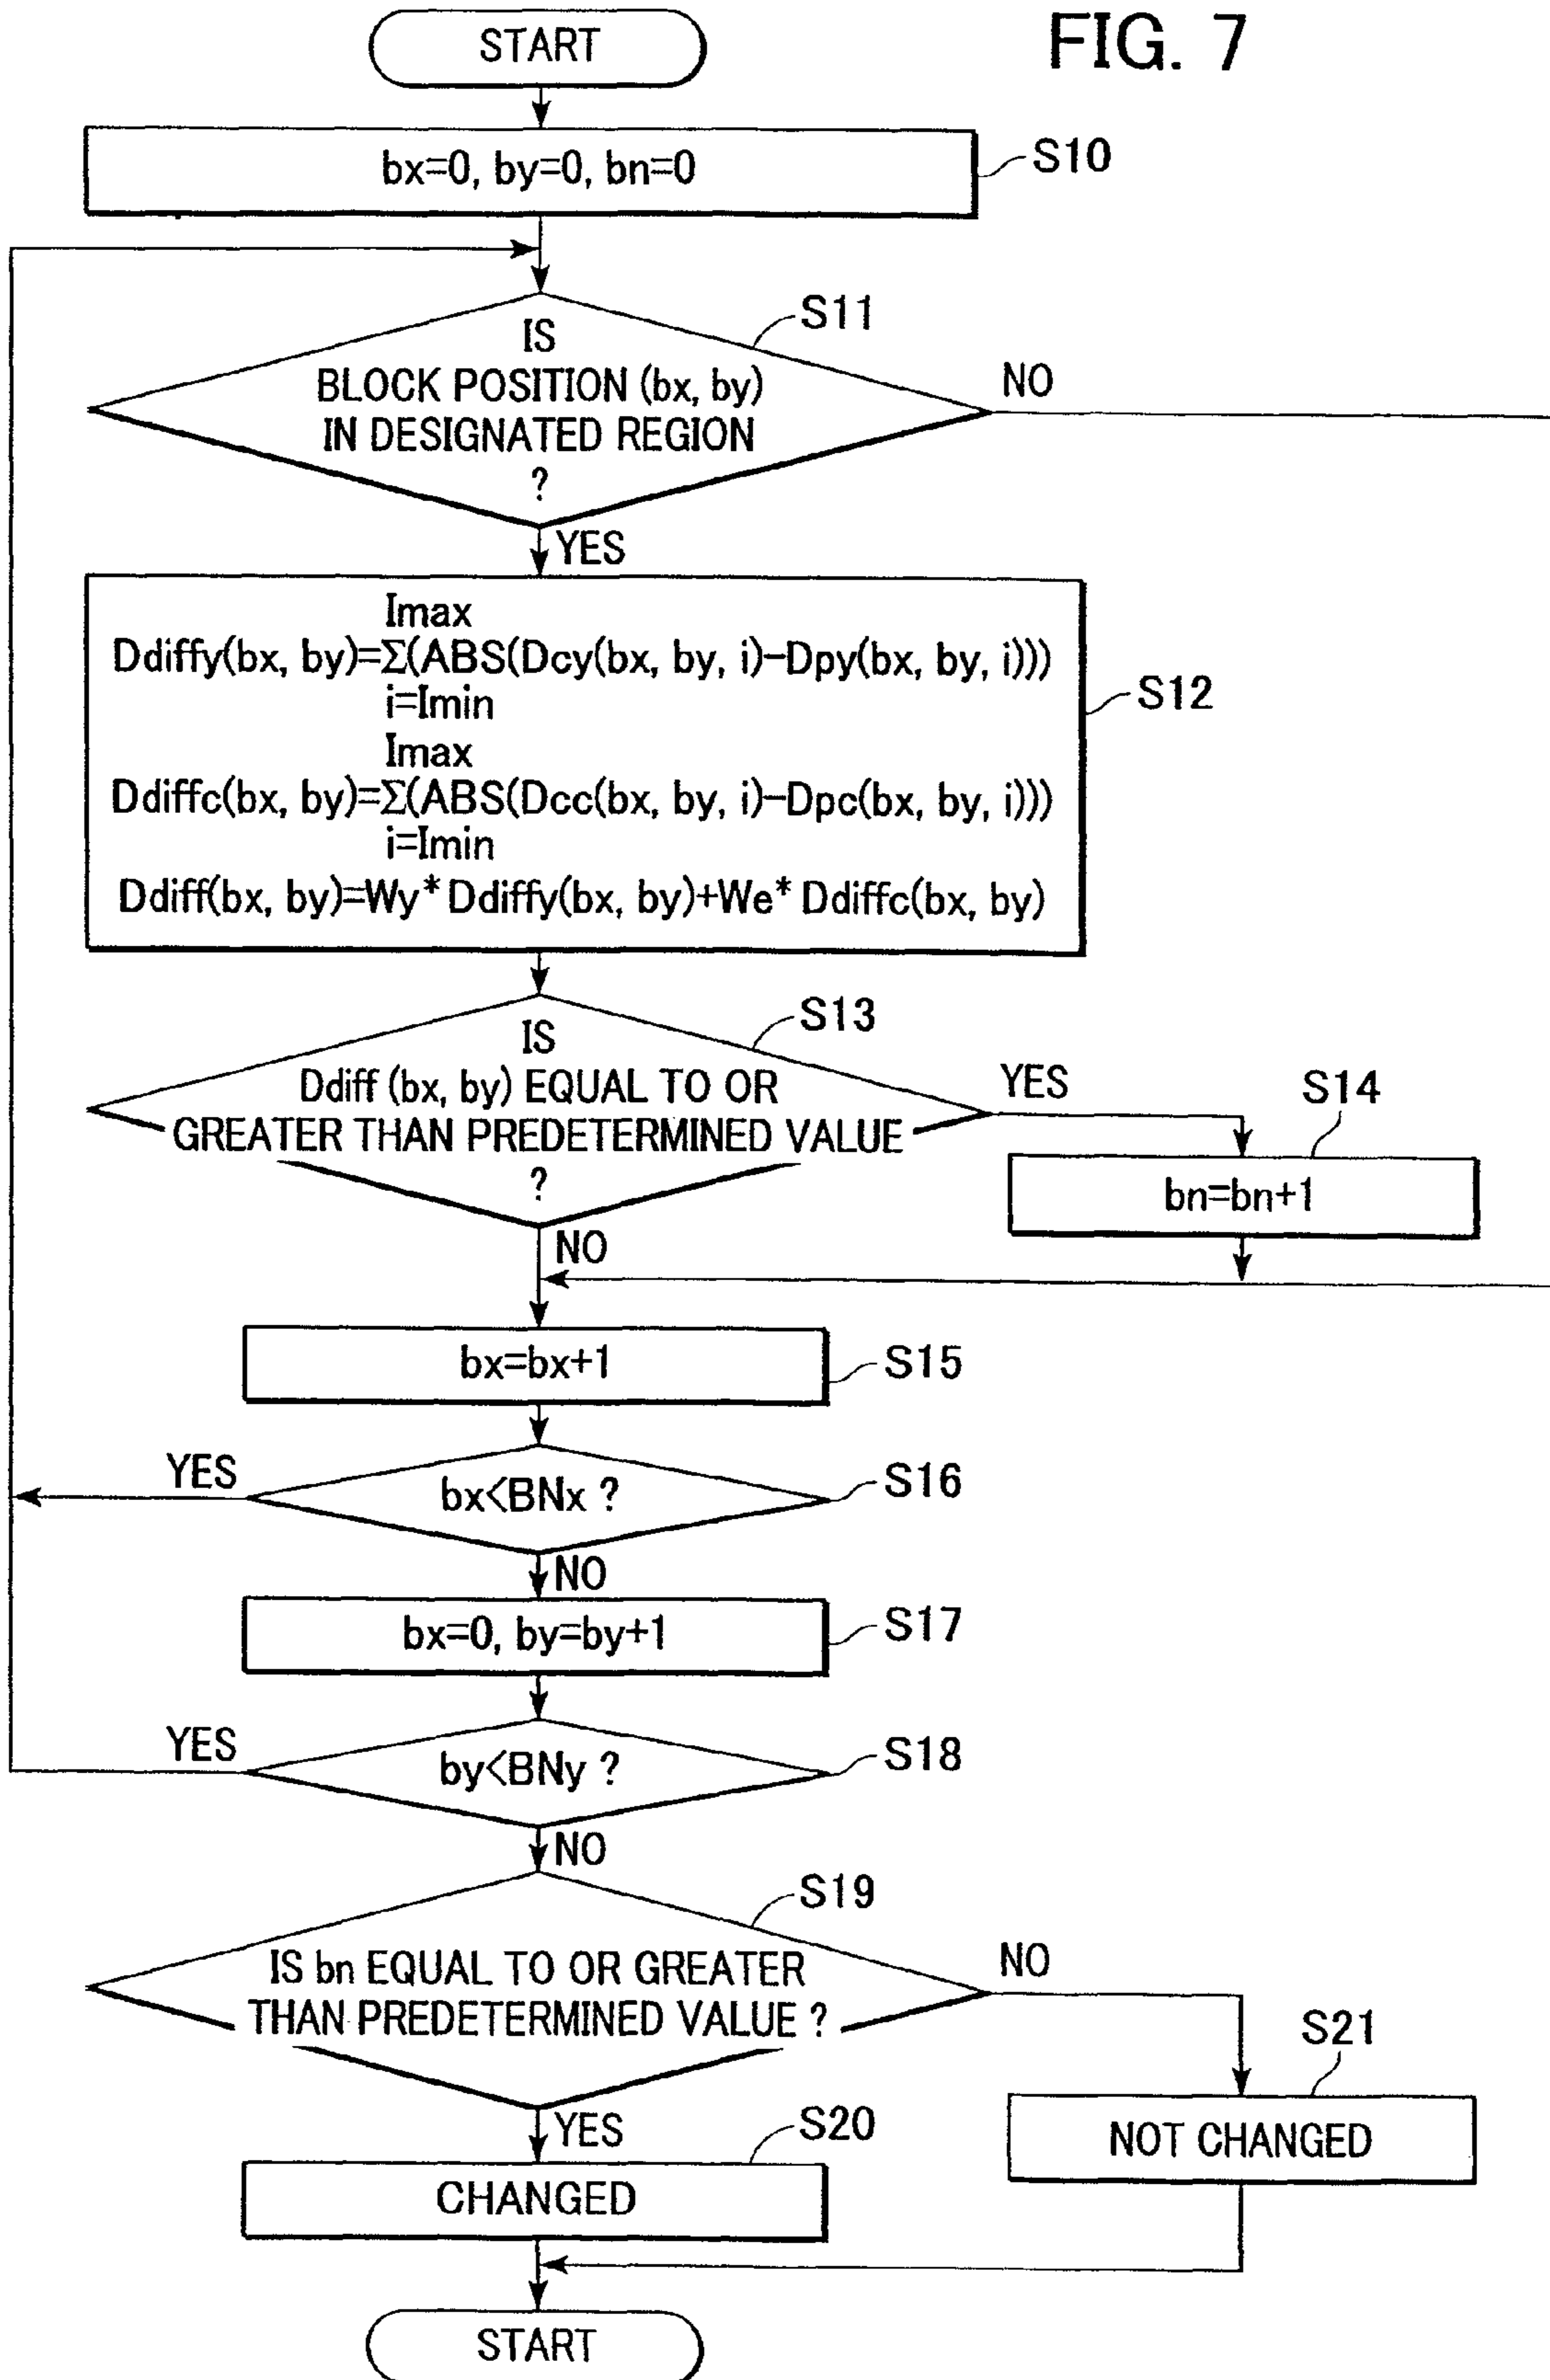 FIG. 7
START
bx=0, by=0, bn=0
S10
S11
IS
BLOCK POSITION (bx, by)
IN DESIGNATED REGION
?
NO
YES
Imax
Ddiffy(bx, by)=Σ(ABS(Dcy(bx, by, i)-Dpy(bx, by, i)))
i=Imin
Imax
Ddiffc(bx, by)=Σ(ABS(Dcc(bx, by, i)-Dpc(bx, by, i)))
i=Imin
Ddiff(bx, by)=Wy* Ddiffy(bx, by)+We* Ddiffc(bx, by)
S12
S13
IS
Ddiff (bx, by) EQUAL TO OR
GREATER THAN PREDETERMINED VALUE
?
YES
S14
bn=bn+1
NO
bx=bx+1
S15
YES
bx<BNx ?
S16
NO
bx=0, by=by+1
S17
YES
by<BNy ?
S18
NO
S19
IS bn EQUAL TO OR GREATER
THAN PREDETERMINED VALUE ?
NO
S21
NOT CHANGED
YES
S20
CHANGED
START